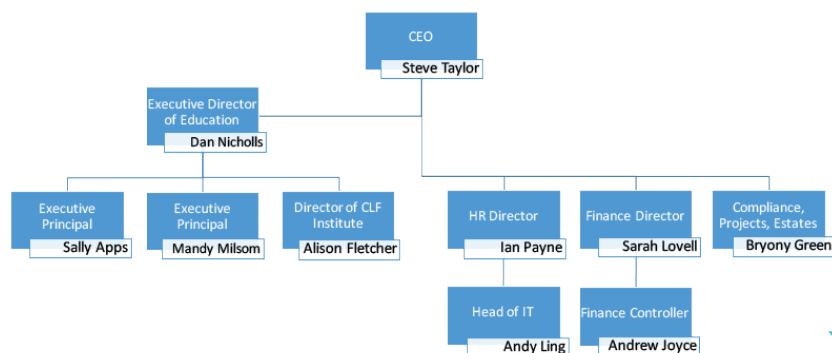 CEO
Steve Taylor
Executive Director
of Education
Dan Nicholls
Executive
Principal
Sally Apps
Executive
Principal
Mandy Milsom
Director of CLF
Institute
Alison Fletcher
HR Director
Ian Payne
Finance Director
Sarah Lovell
Compliance,
Projects, Estates
Bryony Green
Head of IT
Andy Ling
Finance Controller
Andrew Joyce